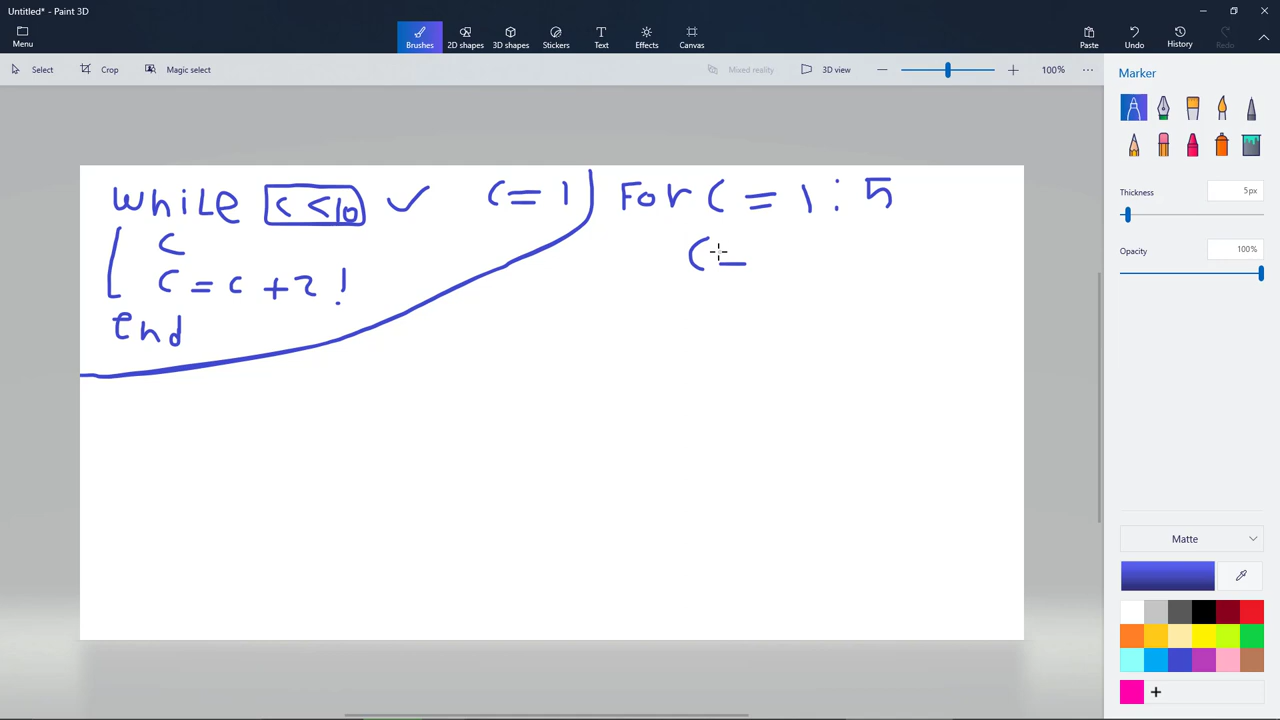 Untitled* - Paint 3D
Menu
Brushes
2D shapes
3D shapes
Stickers
Text
Effects
Canvas
Paste
Undo
History
Redo
Select
Crop
Magic select
Mixed reality
3D view
100%
Marker
Thickness
5px
Opacity
100%
Matte
while c <10 c = 1
c
c = c +2 !
End
For c = 1 : 5
c